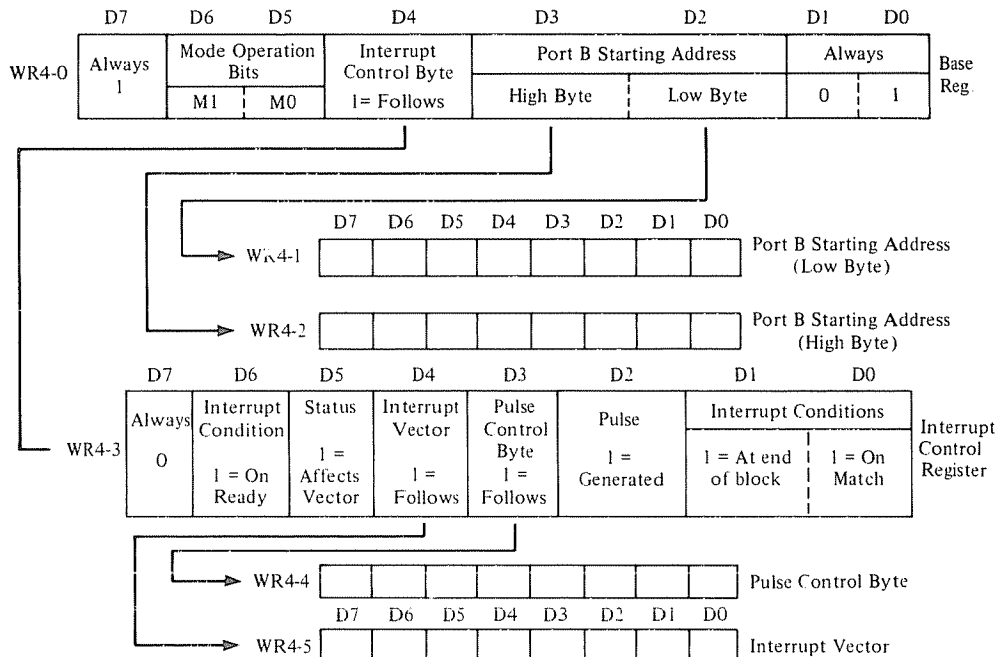 D7 D6 D5 D4 D3 D2 D1 D0
WR4-0
Always
1
Mode Operation
Bits
M1 M0
Interrupt
Control Byte
1= Follows
Port B Starting Address
High Byte Low Byte
Always
0 1
Base
Reg.
D7 D6 D5 D4 D3 D2 D1 D0
WR4-1
Port B Starting Address
(Low Byte)
WR4-2
Port B Starting Address
(High Byte)
D7 D6 D5 D4 D3 D2 D1 D0
WR4-3
Always
0
Interrupt
Condition
1 = On
Ready
Status
1 =
Affects
Vector
Interrupt
Vector
1 =
Follows
Pulse
Control
Byte
1 =
Follows
Pulse
1 =
Generated
Interrupt Conditions
1 = At end
of block
1 = On
Match
Interrupt
Control
Register
WR4-4
Pulse Control Byte
D7 D6 D5 D4 D3 D2 D1 D0
WR4-5
Interrupt Vector